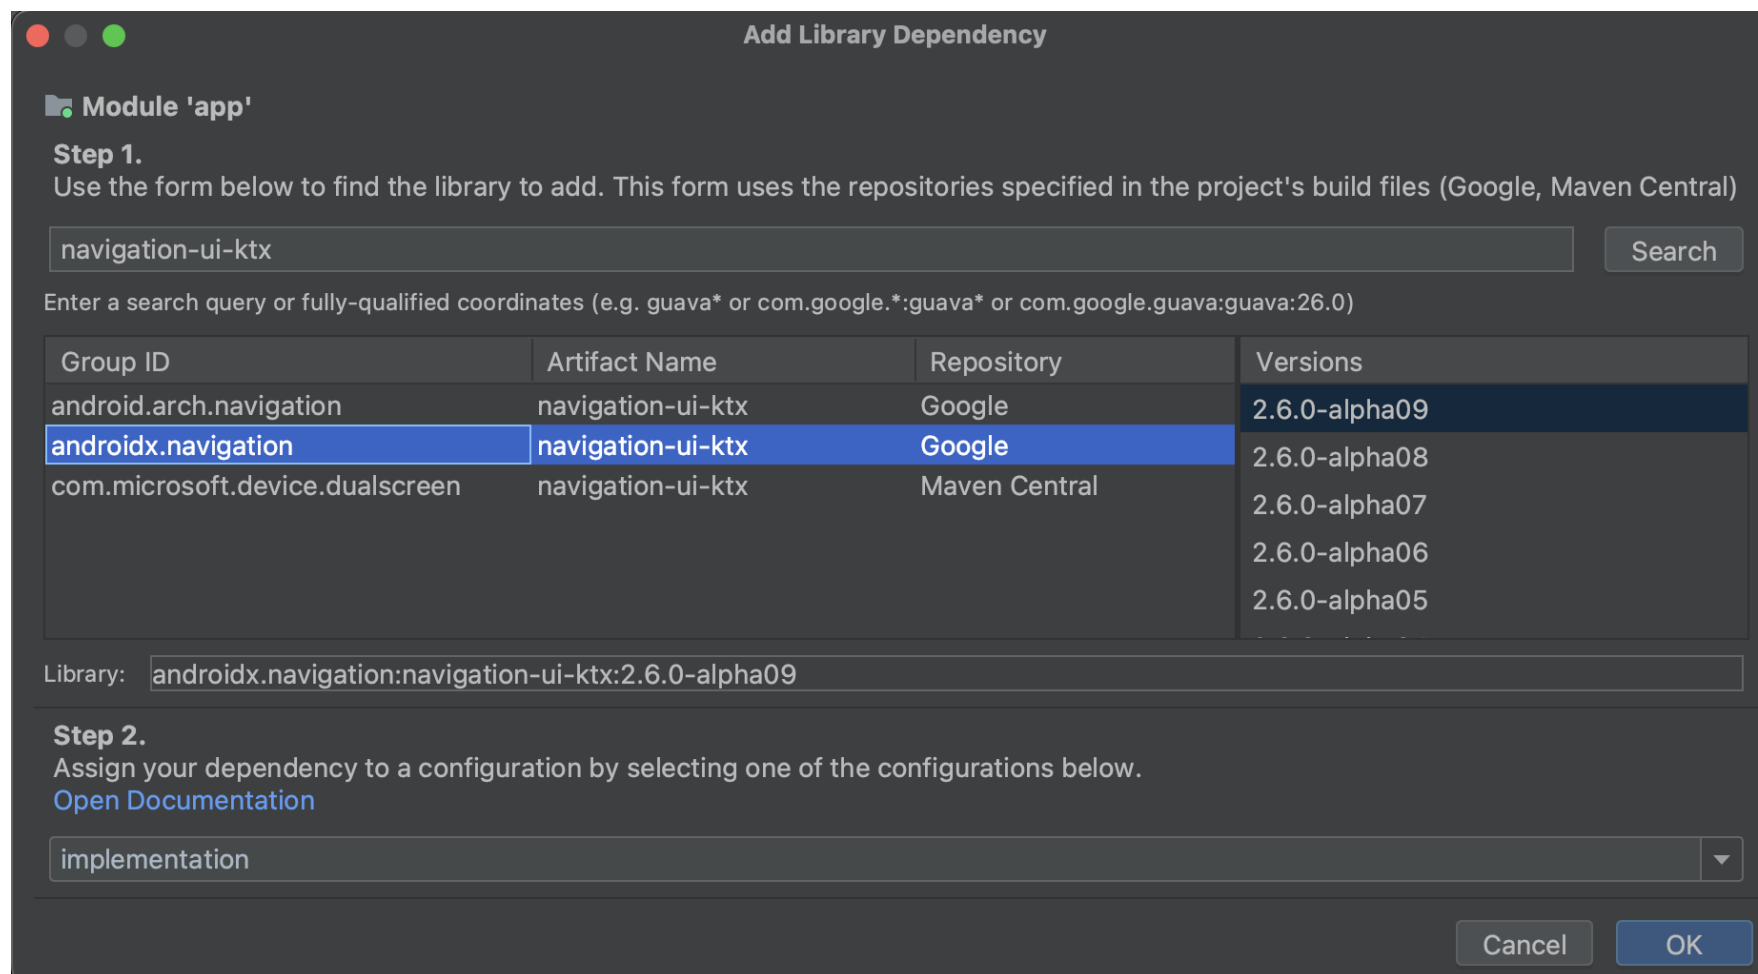 Add Library Dependency
Module 'app'
Step 1.
Use the form below to find the library to add. This form uses the repositories specified in the project's build files (Google, Maven Central)
navigation-ui-ktx
Search
Enter a search query or fully-qualified coordinates (e.g. guava* or com.google.*:guava* or com.google.guava:guava:26.0)
Group ID Artifact Name Repository Versions
android.arch.navigation navigation-ui-ktx Google 2.6.0-alpha09
androidx.navigation navigation-ui-ktx Google 2.6.0-alpha08
com.microsoft.device.dualscreen navigation-ui-ktx Maven Central 2.6.0-alpha07
2.6.0-alpha06
2.6.0-alpha05
Library: androidx.navigation:navigation-ui-ktx:2.6.0-alpha09
Step 2.
Assign your dependency to a configuration by selecting one of the configurations below.
Open Documentation
implementation
Cancel OK